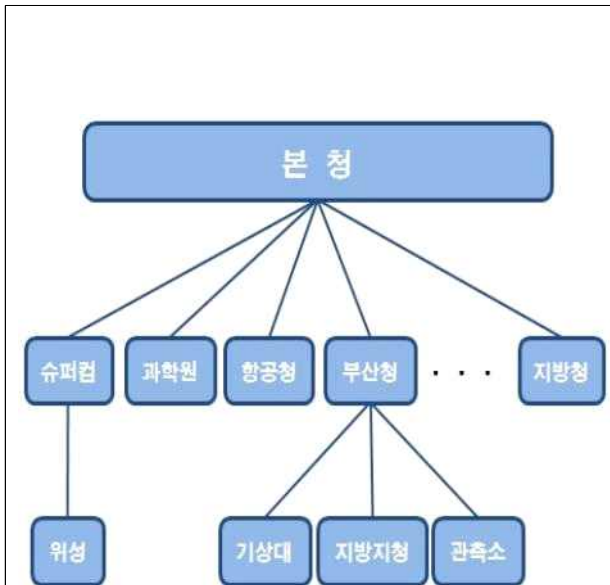 본 청
슈퍼컴 과학원 항공청 부산청 · · · 지방청
위성 기상대 지방지청 관측소